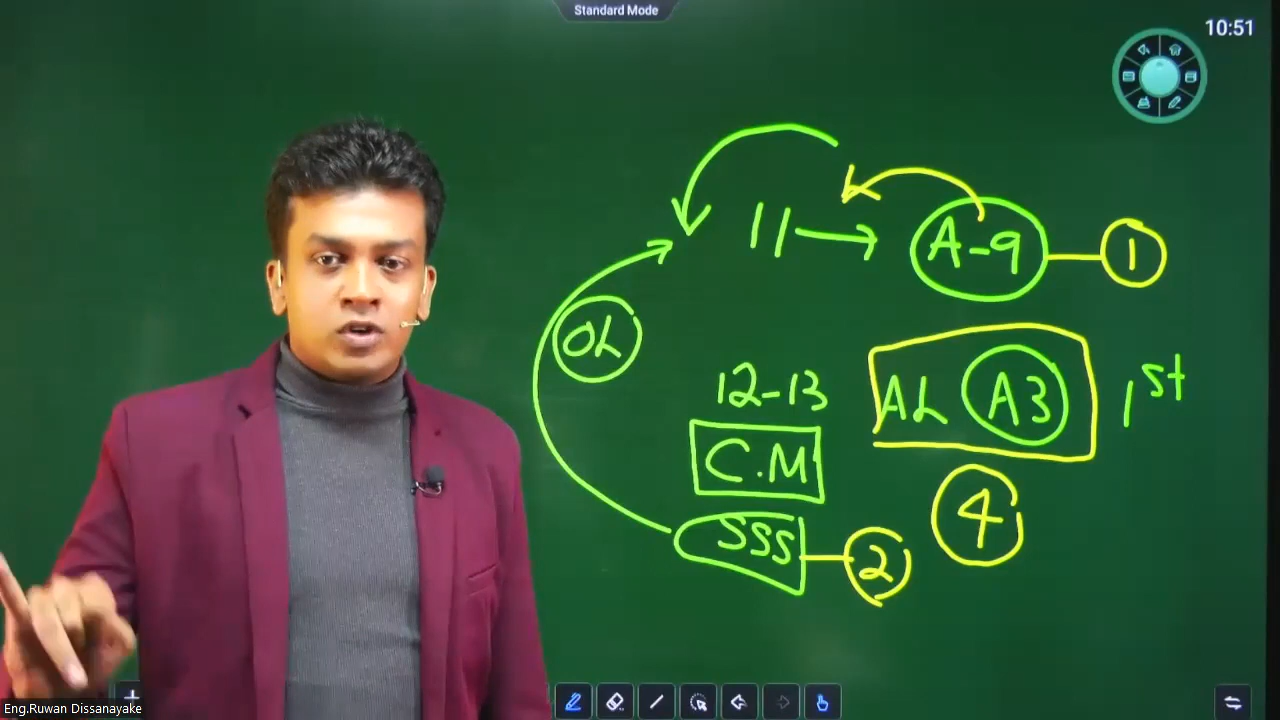 Standard Mode
10:51
11 → A-9 — 1
OL
12-13
AL A3 1st
C.M
4
SSS — 2
Eng.Ruwan Dissanayake